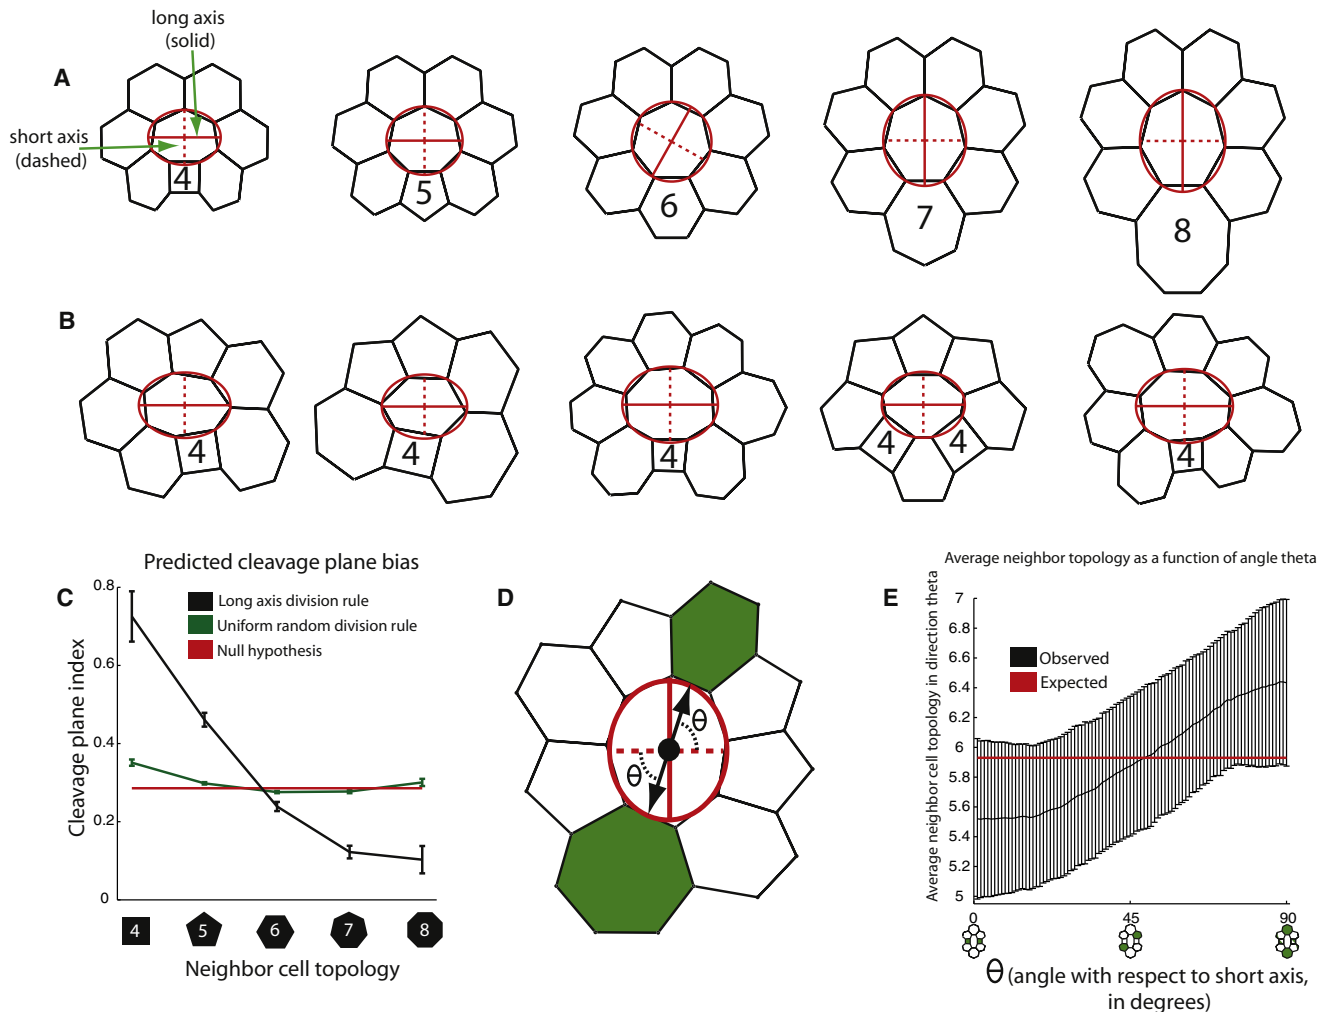 long axis
(solid)
A
short axis
(dashed)
4
5
6
7
8
B
4
4
4
4
4
4
Predicted cleavage plane bias
C
Cleavage plane index
0.8
0.6
0.4
0.2
0
Long axis division rule
Uniform random division rule
Null hypothesis
4
5
6
7
8
Neighbor cell topology
D
θ
θ
Average neighbor topology as a function of angle theta
E
Average neighbor cell topology in direction theta
7
6.8
6.6
6.4
6.2
6
5.8
5.6
5.4
5.2
5
Observed
Expected
0
45
90
θ (angle with respect to short axis,
in degrees)